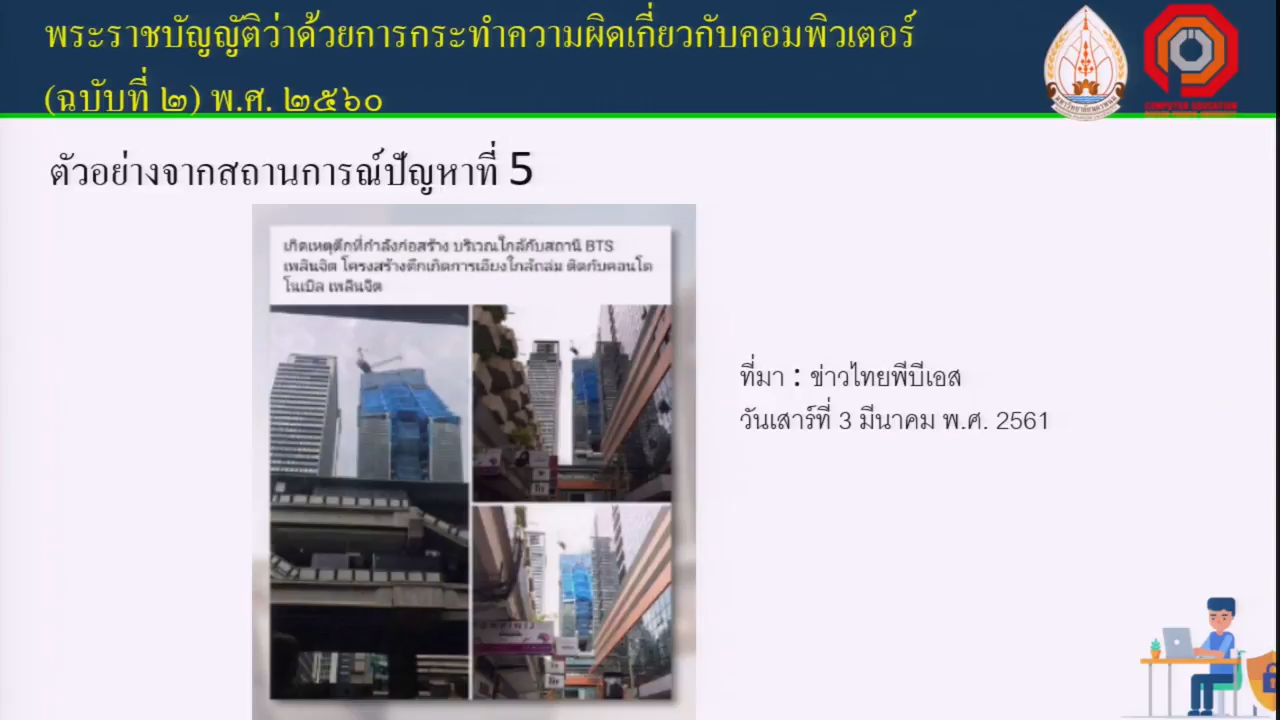 พระราชบัญญัติว่าด้วยการกระทำความผิดเกี่ยวกับคอมพิวเตอร์
(ฉบับที่ ๒) พ.ศ. ๒๕๖๐
COMPUTER EDUCATION
ตัวอย่างจากสถานการณ์ปัญหาที่ 5
เกิดเหตุตึกที่กำลังก่อสร้าง บริเวณใกล้กับสถานี BTS
เพลินจิต โครงสร้างตึกเกิดการเอียงใกล้ถล่ม ติดกับคอนโด
โนเบิล เพลินจิต
ที่มา : ข่าวไทยพีบีเอส
วันเสาร์ที่ 3 มีนาคม พ.ศ. 2561